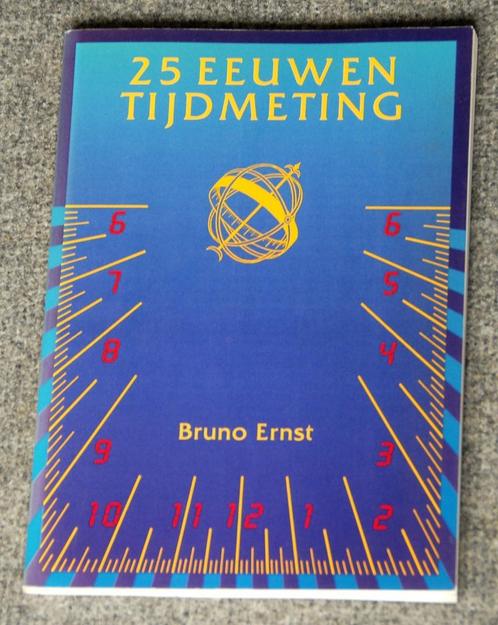 25 EEUWEN
TIJDMETING
6 6
7 5
8 4
Bruno Ernst
9 3
10 11 12 1 2